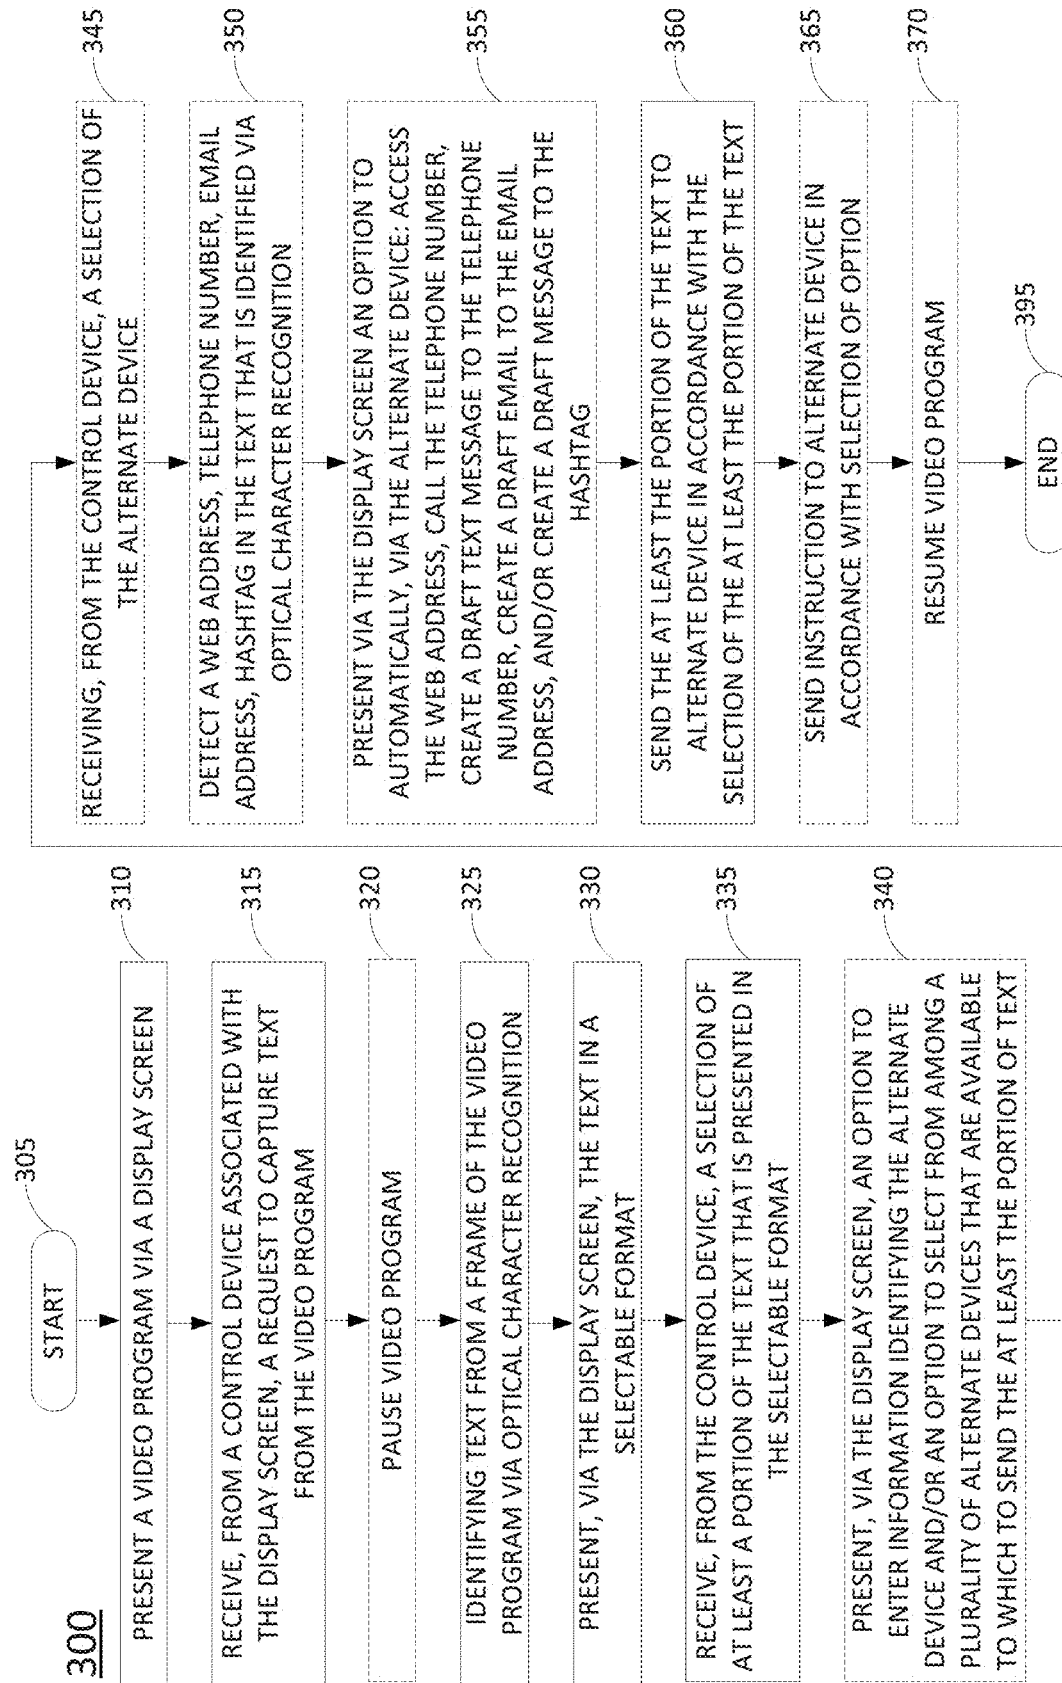 300
START
305
PRESENT A VIDEO PROGRAM VIA A DISPLAY SCREEN
310
RECEIVE, FROM A CONTROL DEVICE ASSOCIATED WITH
THE DISPLAY SCREEN, A REQUEST TO CAPTURE TEXT
FROM THE VIDEO PROGRAM
315
PAUSE VIDEO PROGRAM
320
IDENTIFYING TEXT FROM A FRAME OF THE VIDEO
PROGRAM VIA OPTICAL CHARACTER RECOGNITION
325
PRESENT, VIA THE DISPLAY SCREEN, THE TEXT IN A
SELECTABLE FORMAT
330
RECEIVE, FROM THE CONTROL DEVICE, A SELECTION OF
AT LEAST A PORTION OF THE TEXT THAT IS PRESENTED IN
THE SELECTABLE FORMAT
335
PRESENT, VIA THE DISPLAY SCREEN, AN OPTION TO
ENTER INFORMATION IDENTIFYING THE ALTERNATE
DEVICE AND/OR AN OPTION TO SELECT FROM AMONG A
PLURALITY OF ALTERNATE DEVICES THAT ARE AVAILABLE
TO WHICH TO SEND THE AT LEAST THE PORTION OF TEXT
340
RECEIVING, FROM THE CONTROL DEVICE, A SELECTION OF
THE ALTERNATE DEVICE
345
DETECT A WEB ADDRESS, TELEPHONE NUMBER, EMAIL
ADDRESS, HASHTAG IN THE TEXT THAT IS IDENTIFIED VIA
OPTICAL CHARACTER RECOGNITION
350
PRESENT VIA THE DISPLAY SCREEN AN OPTION TO
AUTOMATICALLY, VIA THE ALTERNATE DEVICE: ACCESS
THE WEB ADDRESS, CALL THE TELEPHONE NUMBER,
CREATE A DRAFT TEXT MESSAGE TO THE TELEPHONE
NUMBER, CREATE A DRAFT EMAIL TO THE EMAIL
ADDRESS, AND/OR CREATE A DRAFT MESSAGE TO THE
HASHTAG
355
SEND THE AT LEAST THE PORTION OF THE TEXT TO
ALTERNATE DEVICE IN ACCORDANCE WITH THE
SELECTION OF THE AT LEAST THE PORTION OF THE TEXT
360
SEND INSTRUCTION TO ALTERNATE DEVICE IN
ACCORDANCE WITH SELECTION OF OPTION
365
RESUME VIDEO PROGRAM
370
END
395